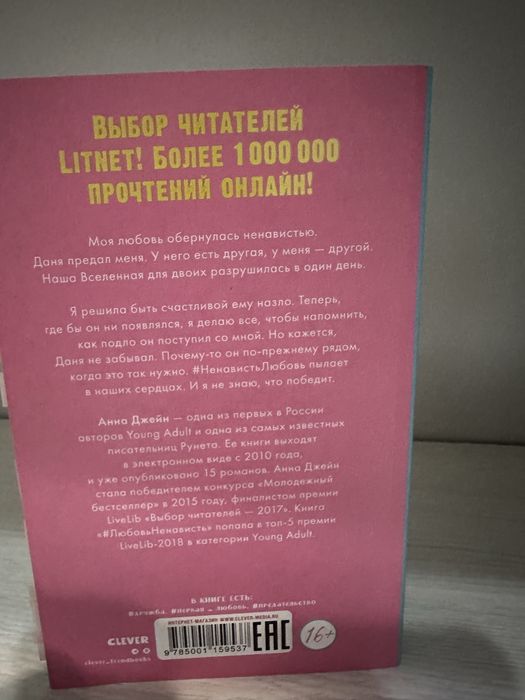 ВЫБОР ЧИТАТЕЛЕЙ
LITNET! БОЛЕЕ 1 000 000
ПРОЧТЕНИЙ ОНЛАЙН!
Моя любовь обернулась ненавистью.
Даня предал меня. У него есть другая, у меня — другой.
Наша Вселенная для двоих разрушилась в один день.
Я решила быть счастливой ему назло. Теперь,
где бы он ни появлялся, я делаю все, чтобы напомнить,
как подло он поступил со мной. Но кажется,
Даня не забывал. Почему-то он по-прежнему рядом,
когда это так нужно. #НенавистьЛюбовь пылает
в наших сердцах. И я не знаю, что победит.
Анна Джейн — одна из первых в России
авторов Young Adult и одна из самых известных
писательниц Рунета. Ее книги выходят
в электронном виде с 2010 года,
и уже опубликовано 15 романов. Анна Джейн
стала победителем конкурса «Молодежный
бестселлер» в 2015 году, финалистом премии
LiveLib «Выбор читателей — 2017». Книга
«#ЛюбовьНенависть» попала в топ-5 премии
LiveLib-2018 в категории Young Adult.
В КНИГЕ ЕСТЬ:
#дружба, #первая_любовь, #предательство
CLEVER
clever_trendbooks
ИНТЕРНЕТ-МАГАЗИН WWW.CLEVER-MEDIA.RU
9 785001 159537
EAC
16+